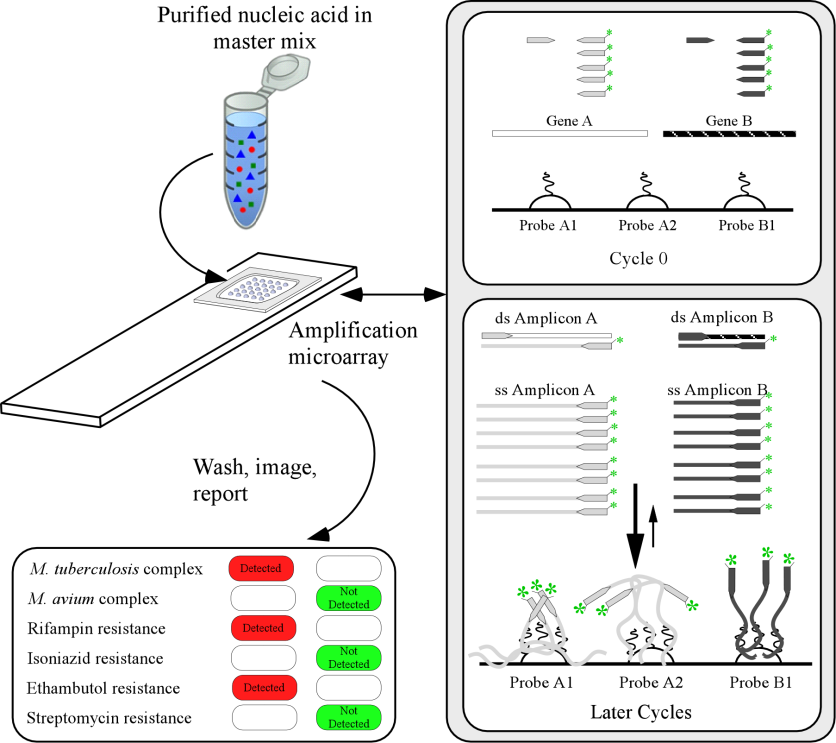 Purified nucleic acid in
master mix
Amplification
microarray
Wash, image,
report
M. tuberculosis complex Detected
M. avium complex Not Detected
Rifampin resistance Detected
Isoniazid resistance Not Detected
Ethambutol resistance Detected
Streptomycin resistance Not Detected
Gene A Gene B
Probe A1 Probe A2 Probe B1
Cycle 0
ds Amplicon A ds Amplicon B
ss Amplicon A ss Amplicon B
Probe A1 Probe A2 Probe B1
Later Cycles